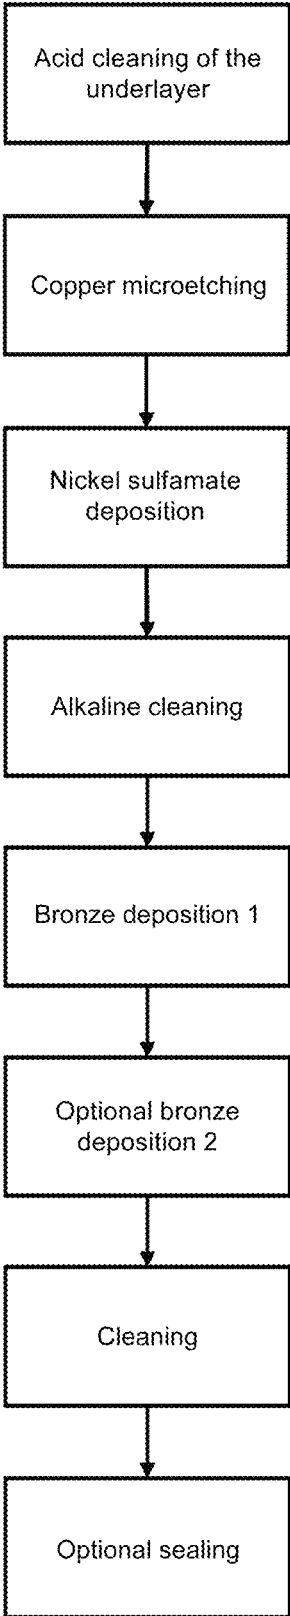 Acid cleaning of the
underlayer
Copper microetching
Nickel sulfamate
deposition
Alkaline cleaning
Bronze deposition 1
Optional bronze
deposition 2
Cleaning
Optional sealing